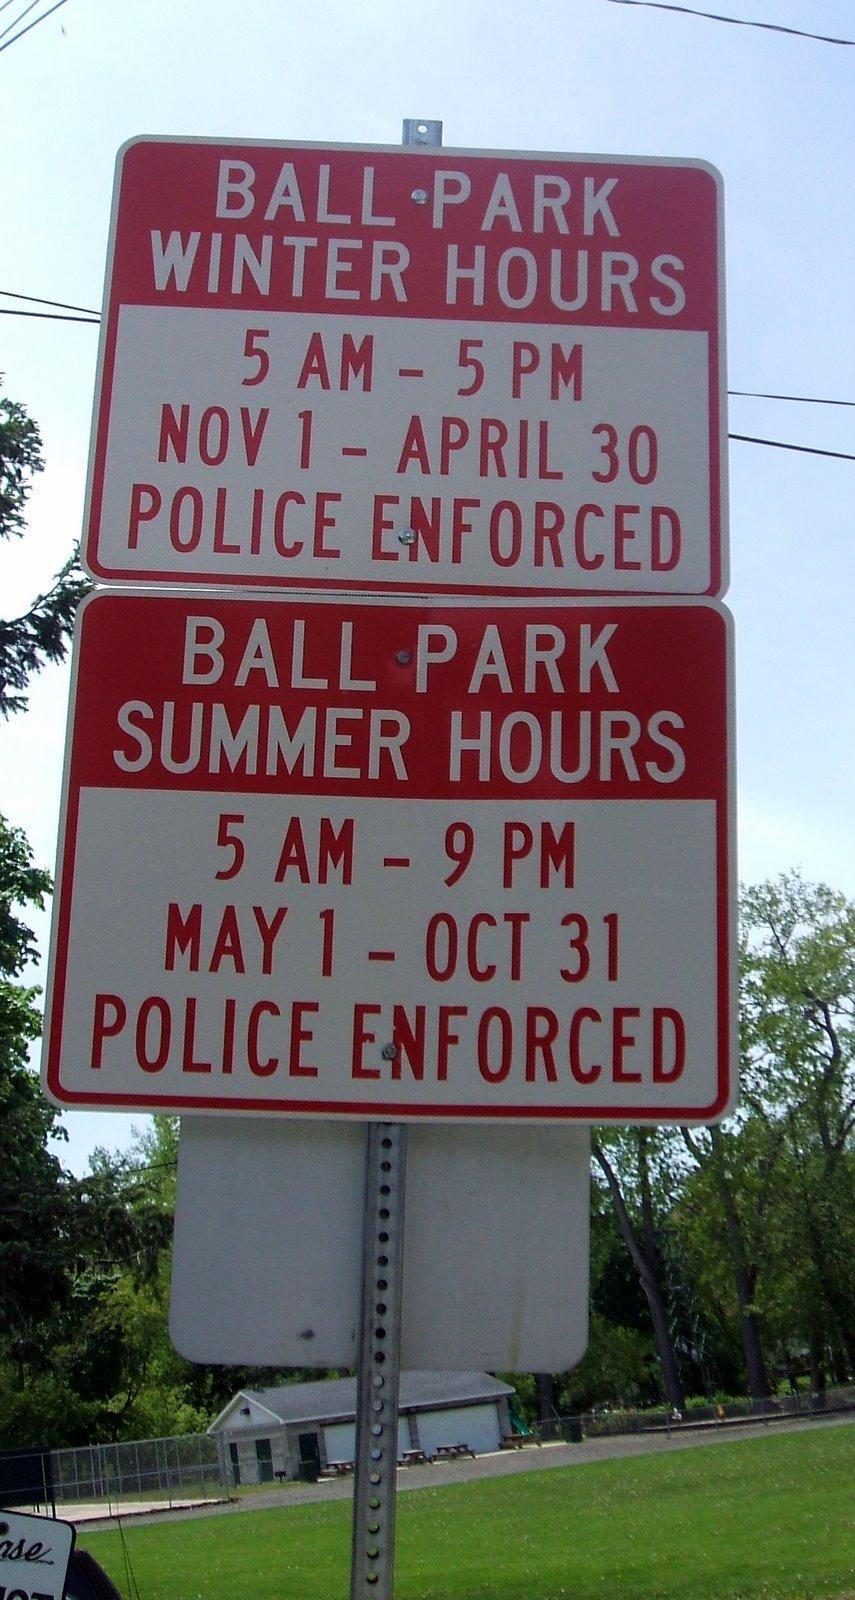 BALL PARK
WINTER HOURS
5 AM - 5 PM
NOV 1 - APRIL 30
POLICE ENFORCED
BALL PARK
SUMMER HOURS
5 AM - 9 PM
MAY 1 - OCT 31
POLICE ENFORCED